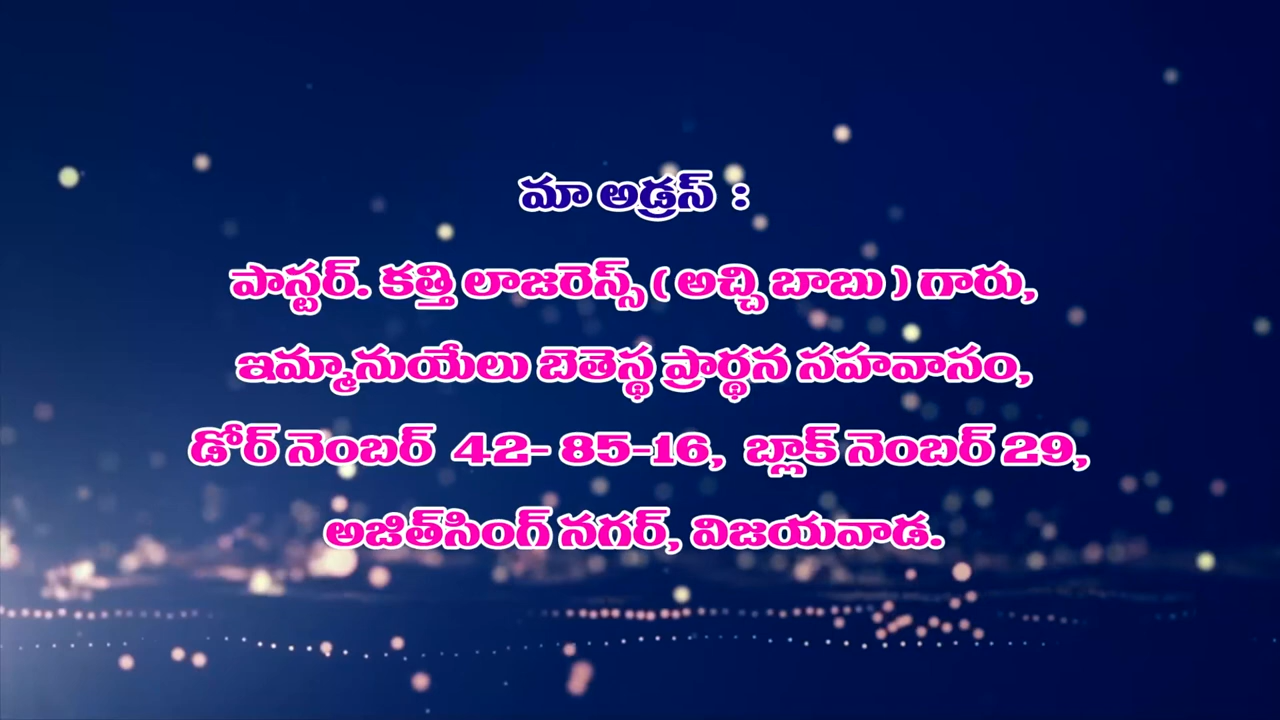 మా అడ్రస్ :
పాస్టర్. కత్తి లాజరెన్స్ ( అచ్చి బాబు ) గారు,
ఇమ్మానుయేలు బెతెస్థ ప్రార్థన సహవాసం,
డోర్ నెంబర్ 42- 85-16, బ్లాక్ నెంబర్ 29,
అజిత్‌సింగ్ నగర్, విజయవాడ.